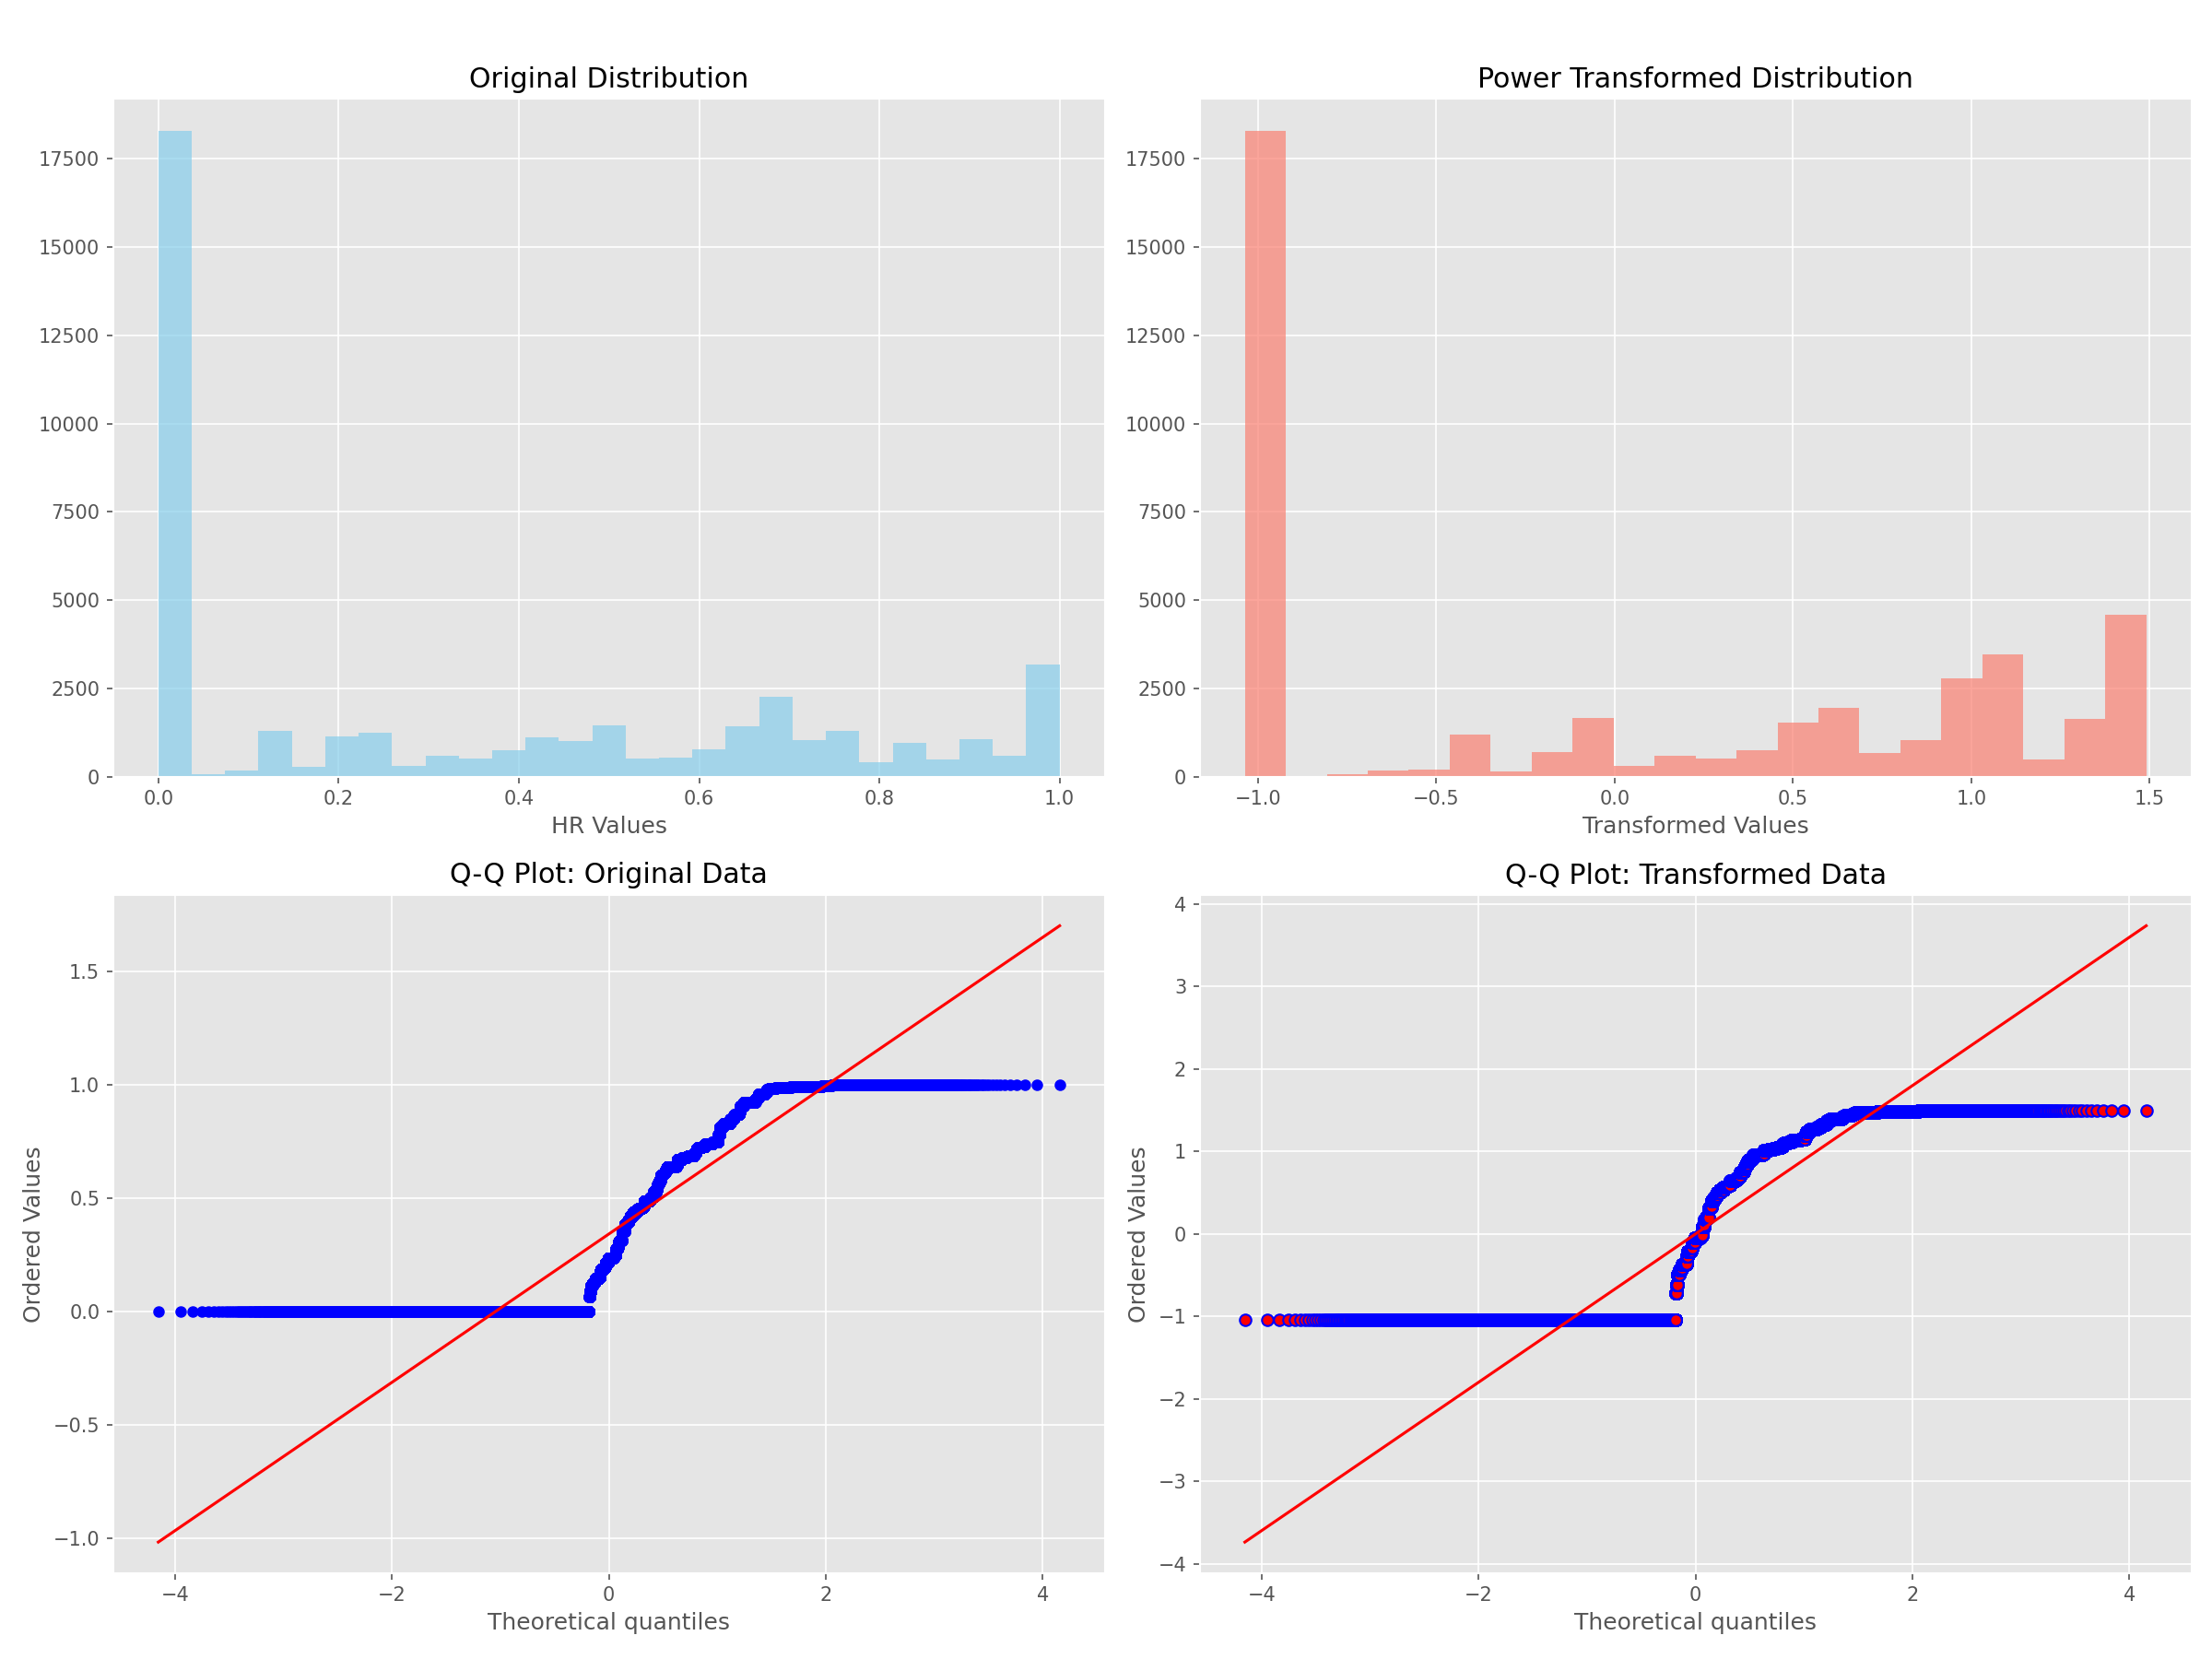 Original Distribution
17500
15000
12500
10000
7500
5000
2500
0
0.0 0.2 0.4 0.6 0.8 1.0
HR Values
Power Transformed Distribution
17500
15000
12500
10000
7500
5000
2500
0
−1.0 −0.5 0.0 0.5 1.0 1.5
Transformed Values
Q-Q Plot: Original Data
Ordered Values
1.5
1.0
0.5
0.0
−0.5
−1.0
−4 −2 0 2 4
Theoretical quantiles
Q-Q Plot: Transformed Data
Ordered Values
4
3
2
1
0
−1
−2
−3
−4
−4 −2 0 2 4
Theoretical quantiles